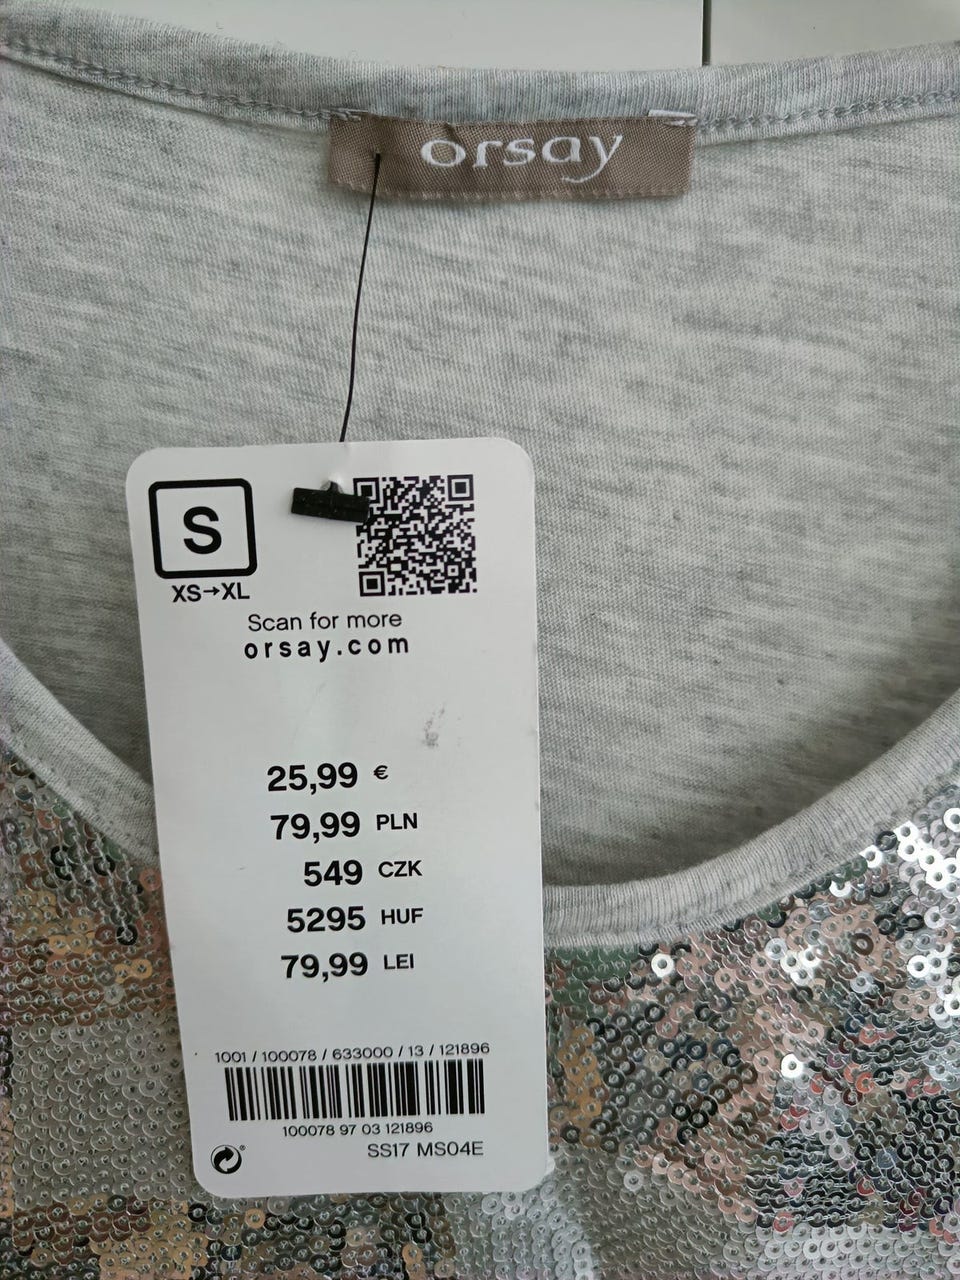 orsay
S
XS→XL
Scan for more
orsay.com
25,99 €
79,99 PLN
549 CZK
5295 HUF
79,99 LEI
1001 / 100078 / 633000 / 13 / 121896
100078 97 03 121896
SS17 MS04E